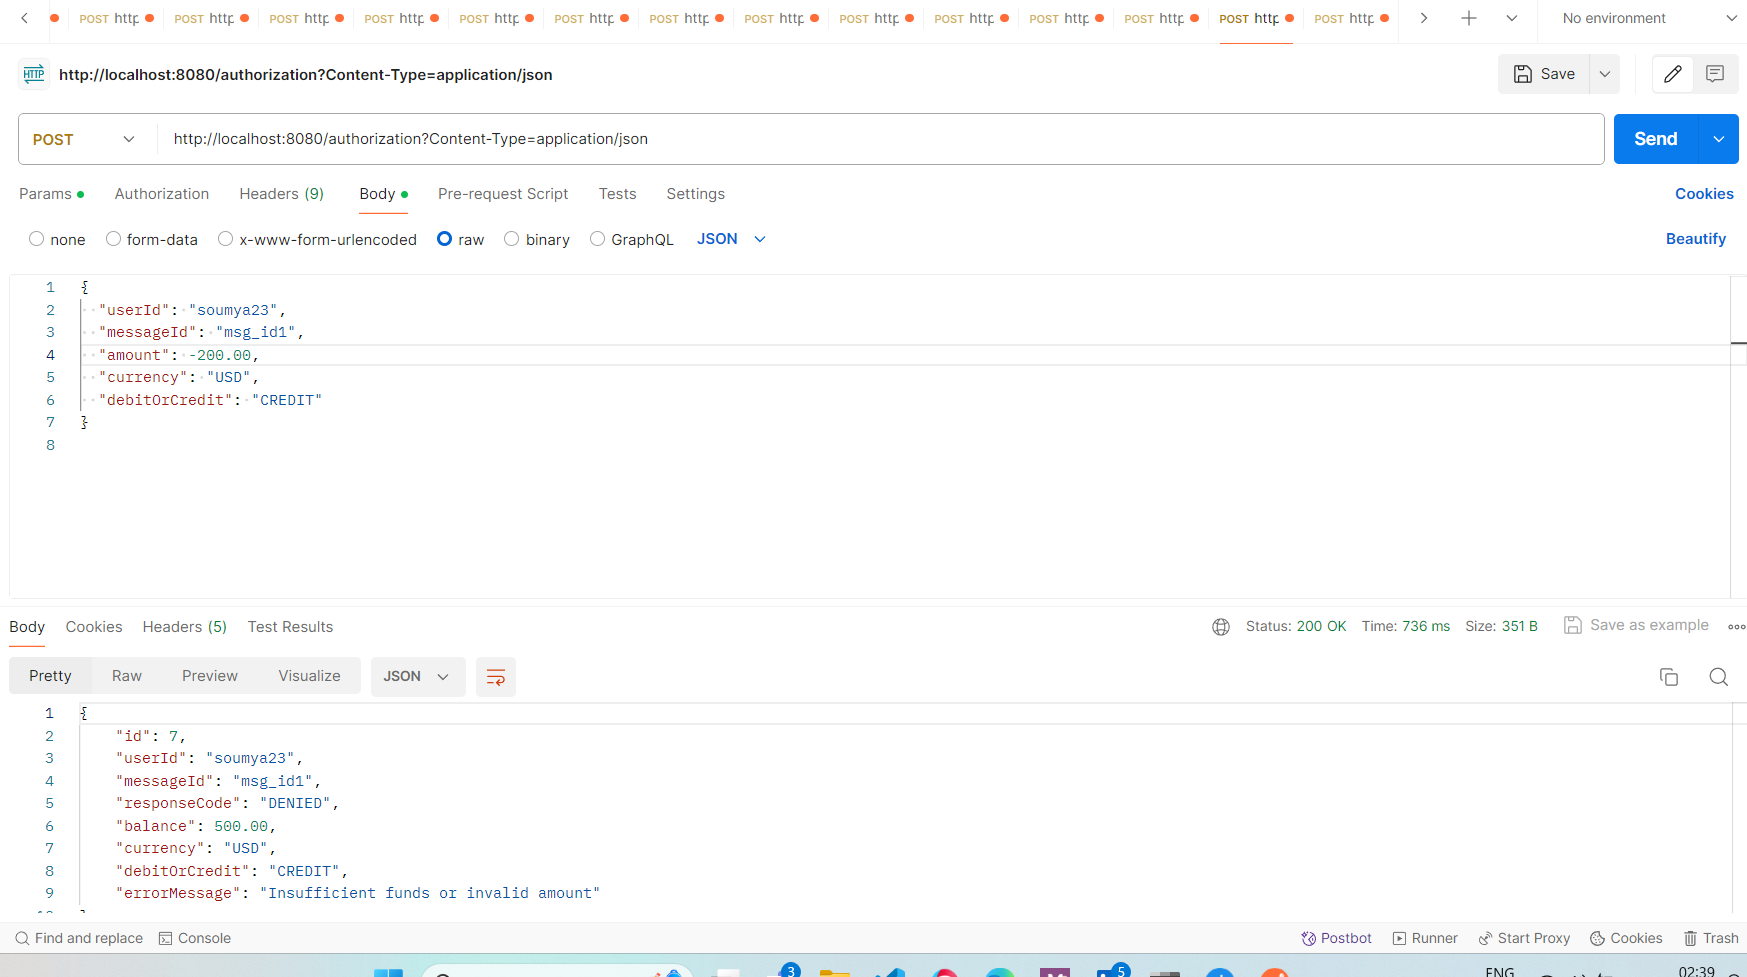 POST http POST http POST http POST http POST http POST http POST http POST http POST http POST http POST http POST http POST http POST http No environment
HTTP http://localhost:8080/authorization?Content-Type=application/json Save
POST http://localhost:8080/authorization?Content-Type=application/json Send
Params Authorization Headers (9) Body Pre-request Script Tests Settings Cookies
none form-data x-www-form-urlencoded raw binary GraphQL JSON Beautify
1 {
2 "userId": "soumya23",
3 "messageId": "msg_id1",
4 "amount": -200.00,
5 "currency": "USD",
6 "debitOrCredit": "CREDIT"
7 }
8
Body Cookies Headers (5) Test Results Status: 200 OK Time: 736 ms Size: 351 B Save as example
Pretty Raw Preview Visualize JSON
1 {
2 "id": 7,
3 "userId": "soumya23",
4 "messageId": "msg_id1",
5 "responseCode": "DENIED",
6 "balance": 500.00,
7 "currency": "USD",
8 "debitOrCredit": "CREDIT",
9 "errorMessage": "Insufficient funds or invalid amount"
Find and replace Console Postbot Runner Start Proxy Cookies Trash
3 5 ENG 02:39